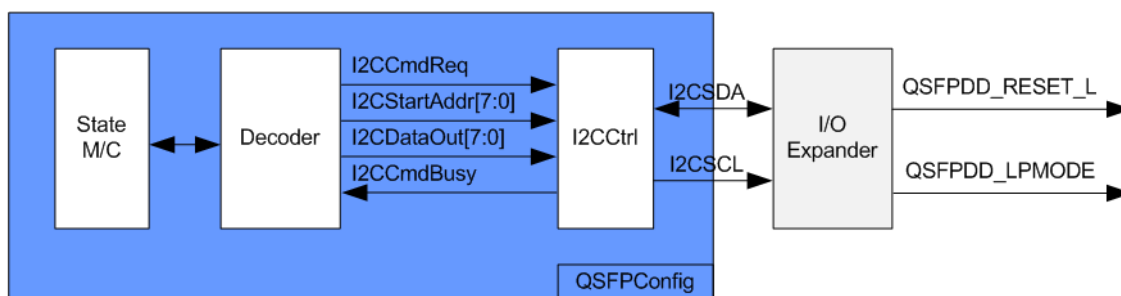 State
M/C
Decoder
I2CCmdReq
I2CStartAddr[7:0]
I2CDataOut[7:0]
I2CCmdBusy
I2CCtrl
I2CSDA
I2CSCL
I/O
Expander
QSFPDD_RESET_L
QSFPDD_LPMODE
QSFPConfig